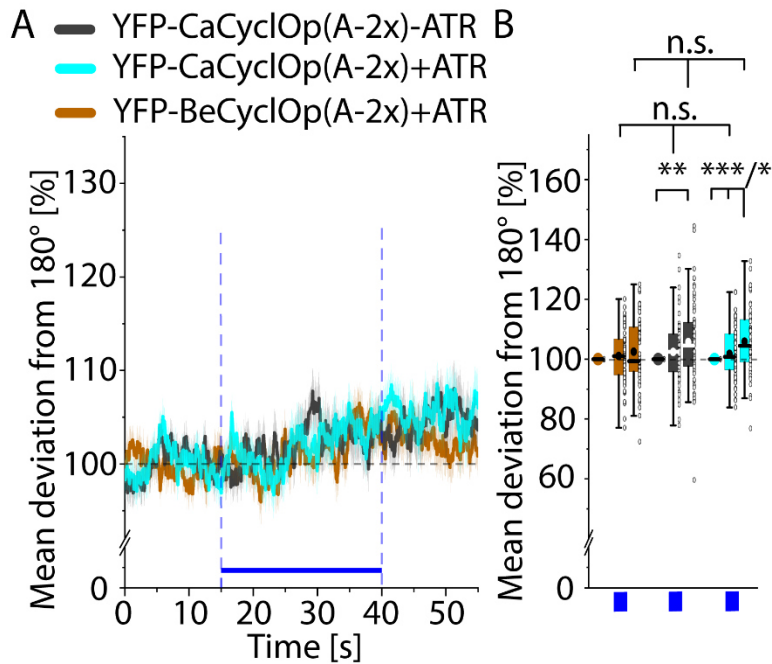 A YFP-CaCyclOp(A-2x)-ATR B
YFP-CaCyclOp(A-2x)+ATR
YFP-BeCyclOp(A-2x)+ATR
n.s.
n.s.
** ***/*
Mean deviation from 180° [%]
130
120
110
100
0
0 10 20 30 40 50
Time [s]
Mean deviation from 180° [%]
160
140
120
100
80
60
0